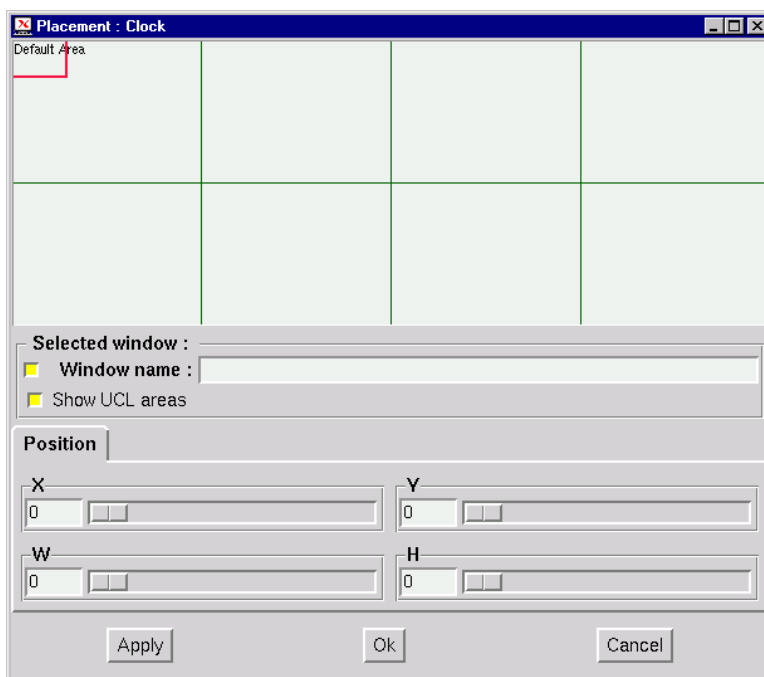 Placement : Clock
Default Area
Selected window :
Window name :
Show UCL areas
Position
X
Y
0
0
W
H
0
0
Apply
Ok
Cancel